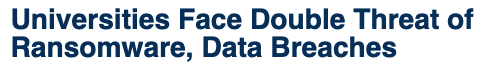 Universities Face Double Threat of
Ransomware, Data Breaches